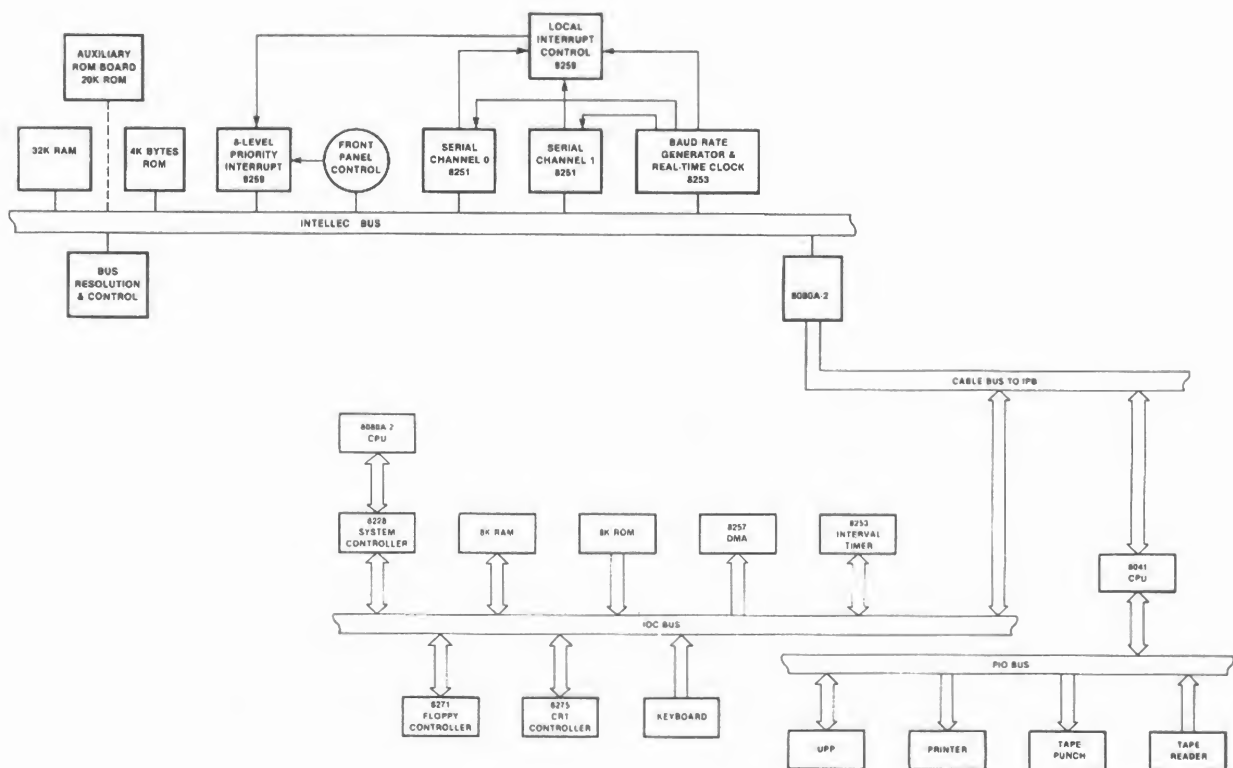 LOCAL
INTERRUPT
CONTROL
8259
AUXILIARY
ROM BOARD
20K ROM
32K RAM
4K BYTES
ROM
8-LEVEL
PRIORITY
INTERRUPT
8259
FRONT
PANEL
CONTROL
SERIAL
CHANNEL 0
8251
SERIAL
CHANNEL 1
8251
BAUD RATE
GENERATOR &
REAL-TIME CLOCK
8253
INTELLEC BUS
BUS
RESOLUTION
& CONTROL
8080A-2
CABLE BUS TO IPB
8080A-2
CPU
8228
SYSTEM
CONTROLLER
8K RAM
8K ROM
8257
DMA
8253
INTERVAL
TIMER
8041
CPU
IOC BUS
PIO BUS
8271
FLOPPY
CONTROLLER
8275
CRT
CONTROLLER
KEYBOARD
UPP
PRINTER
TAPE
PUNCH
TAPE
READER